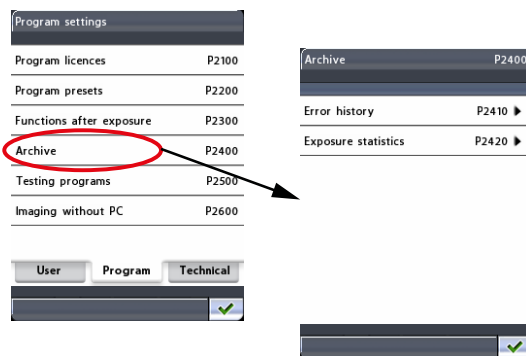 Program settings
Program licences P2100
Program presets P2200
Functions after exposure P2300
Archive P2400
Testing programs P2500
Imaging without PC P2600
User Program Technical
Archive P2400
Error history P2410
Exposure statistics P2420